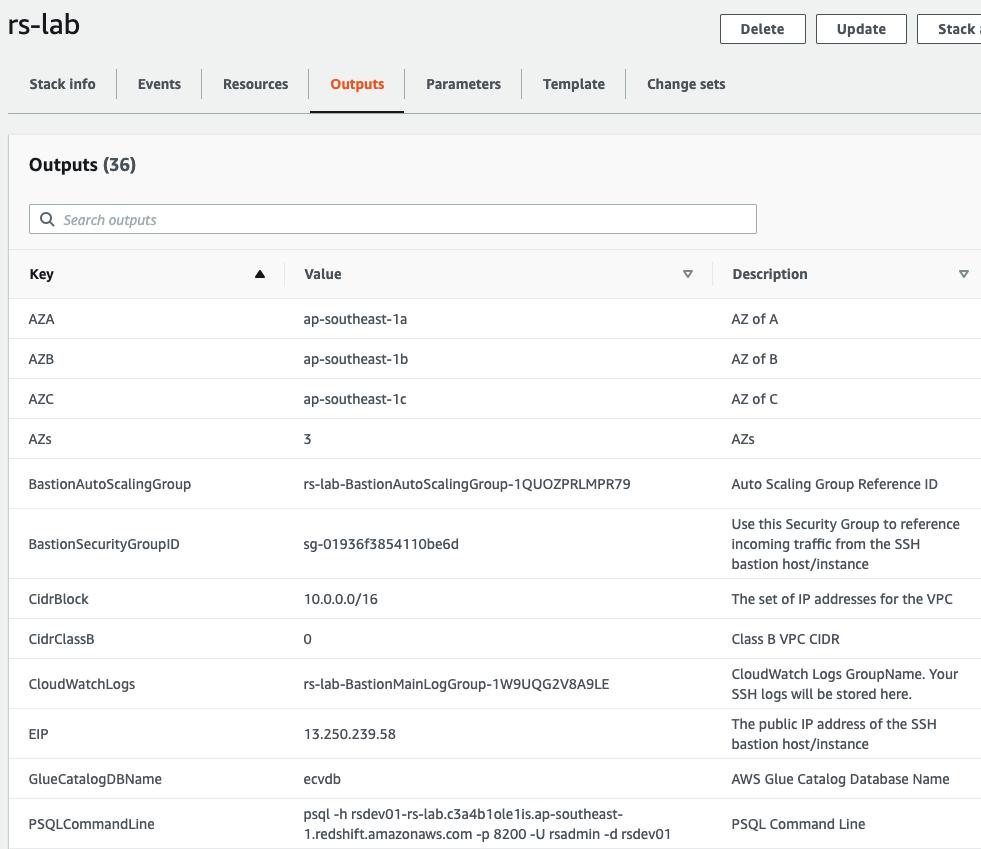 rs-lab
Delete
Update
Stack
Stack info
Events
Resources
Outputs
Parameters
Template
Change sets
Outputs (36)
Search outputs
Key
Value
Description
AZA
ap-southeast-1a
AZ of A
AZB
ap-southeast-1b
AZ of B
AZC
ap-southeast-1c
AZ of C
AZs
3
AZs
BastionAutoScalingGroup
rs-lab-BastionAutoScalingGroup-1QUOZPRLMPR79
Auto Scaling Group Reference ID
BastionSecurityGroupID
sg-01936f3854110be6d
Use this Security Group to reference
incoming traffic from the SSH
bastion host/instance
CidrBlock
10.0.0.0/16
The set of IP addresses for the VPC
CidrClassB
0
Class B VPC CIDR
CloudWatchLogs
rs-lab-BastionMainLogGroup-1W9UQG2V8A9LE
CloudWatch Logs GroupName. Your
SSH logs will be stored here.
EIP
13.250.239.58
The public IP address of the SSH
bastion host/instance
GlueCatalogDBName
ecvdb
AWS Glue Catalog Database Name
PSQLCommandLine
psql -h rsdev01-rs-lab.c3a4b1ole1is.ap-southeast-
1.redshift.amazonaws.com -p 8200 -U rsadmin -d rsdev01
PSQL Command Line